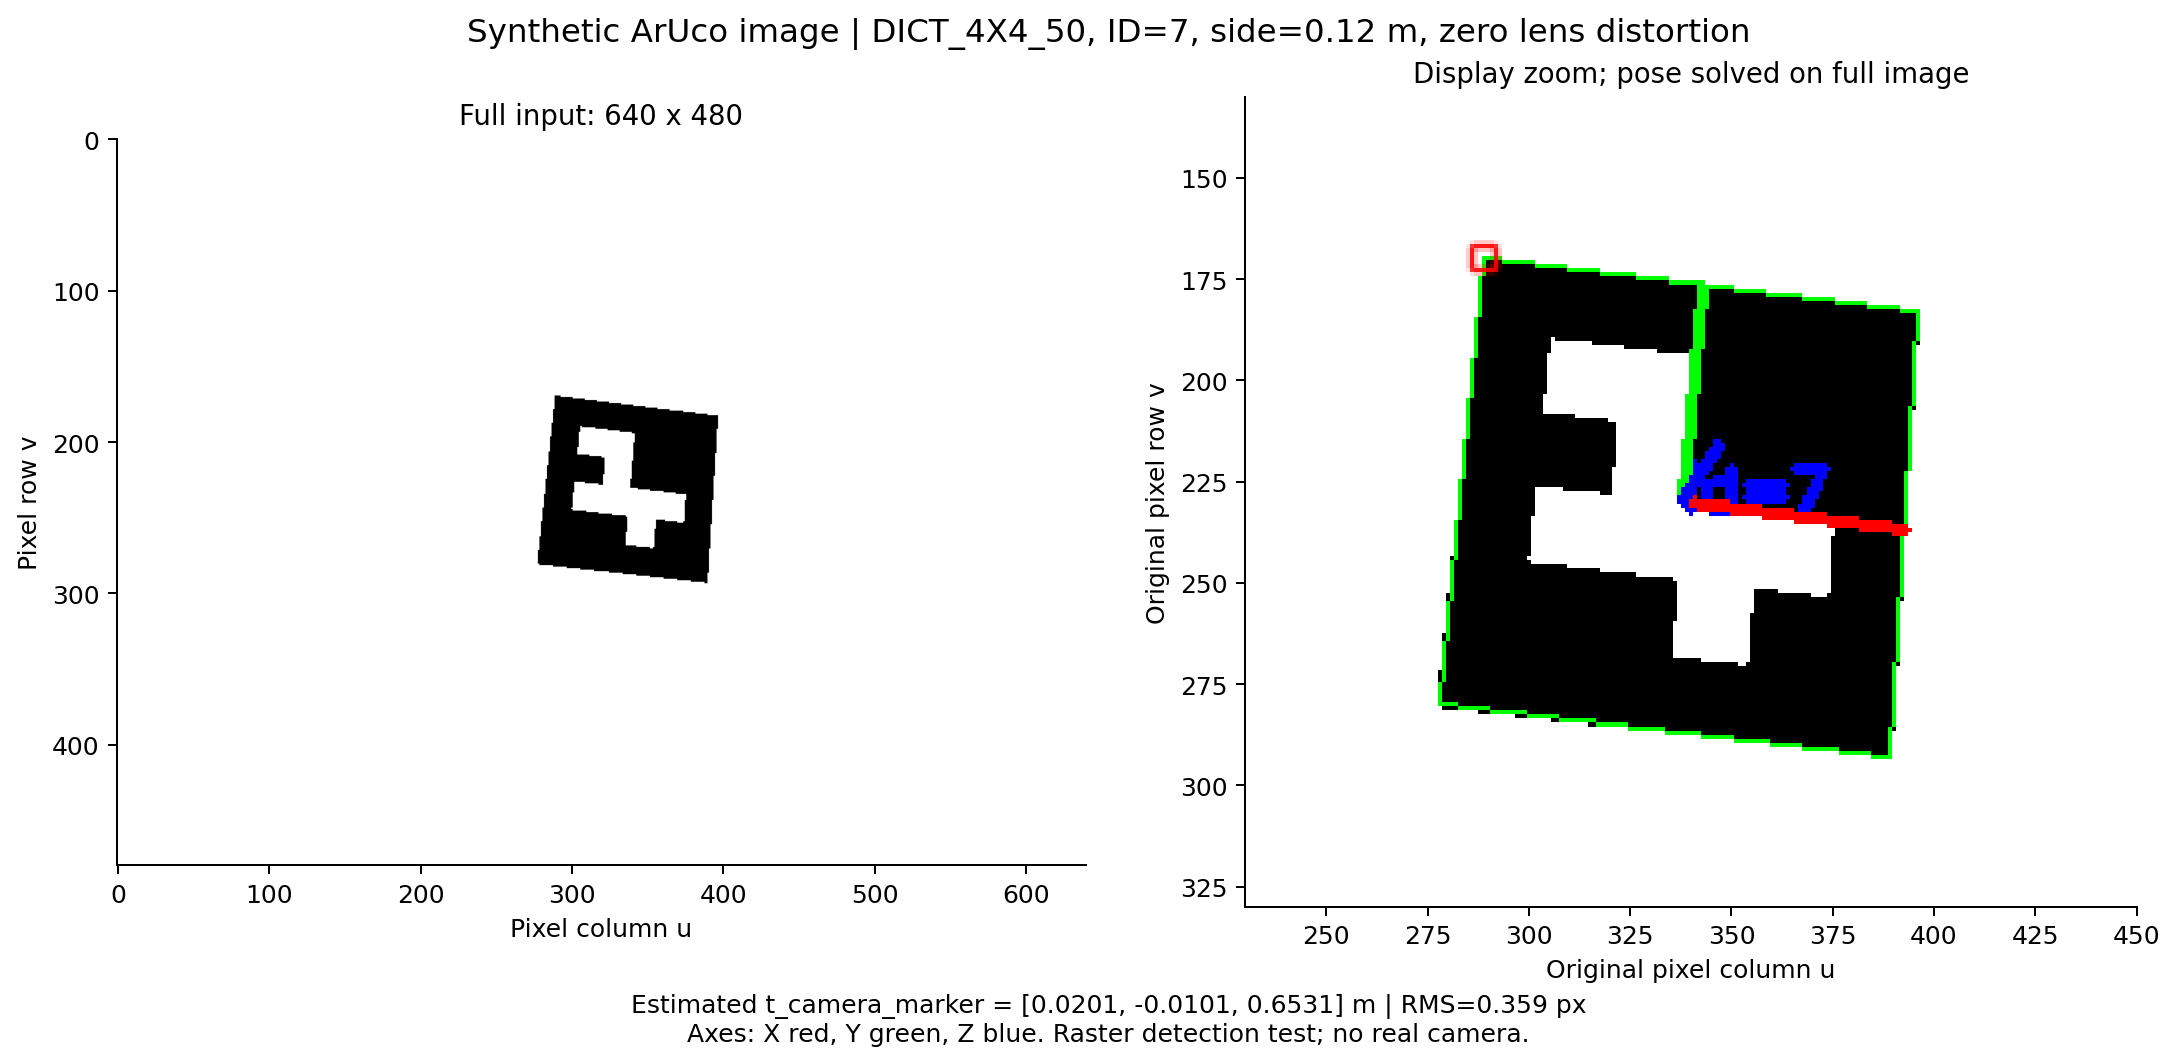 Synthetic ArUco image | DICT_4X4_50, ID=7, side=0.12 m, zero lens distortion
Full input: 640 x 480
0
100
200
300
400
Pixel row v
0 100 200 300 400 500 600
Pixel column u
Display zoom; pose solved on full image
150
175
200
225
250
275
300
325
Original pixel row v
250 275 300 325 350 375 400 425 450
Original pixel column u
Estimated t_camera_marker = [0.0201, -0.0101, 0.6531] m | RMS=0.359 px
Axes: X red, Y green, Z blue. Raster detection test; no real camera.